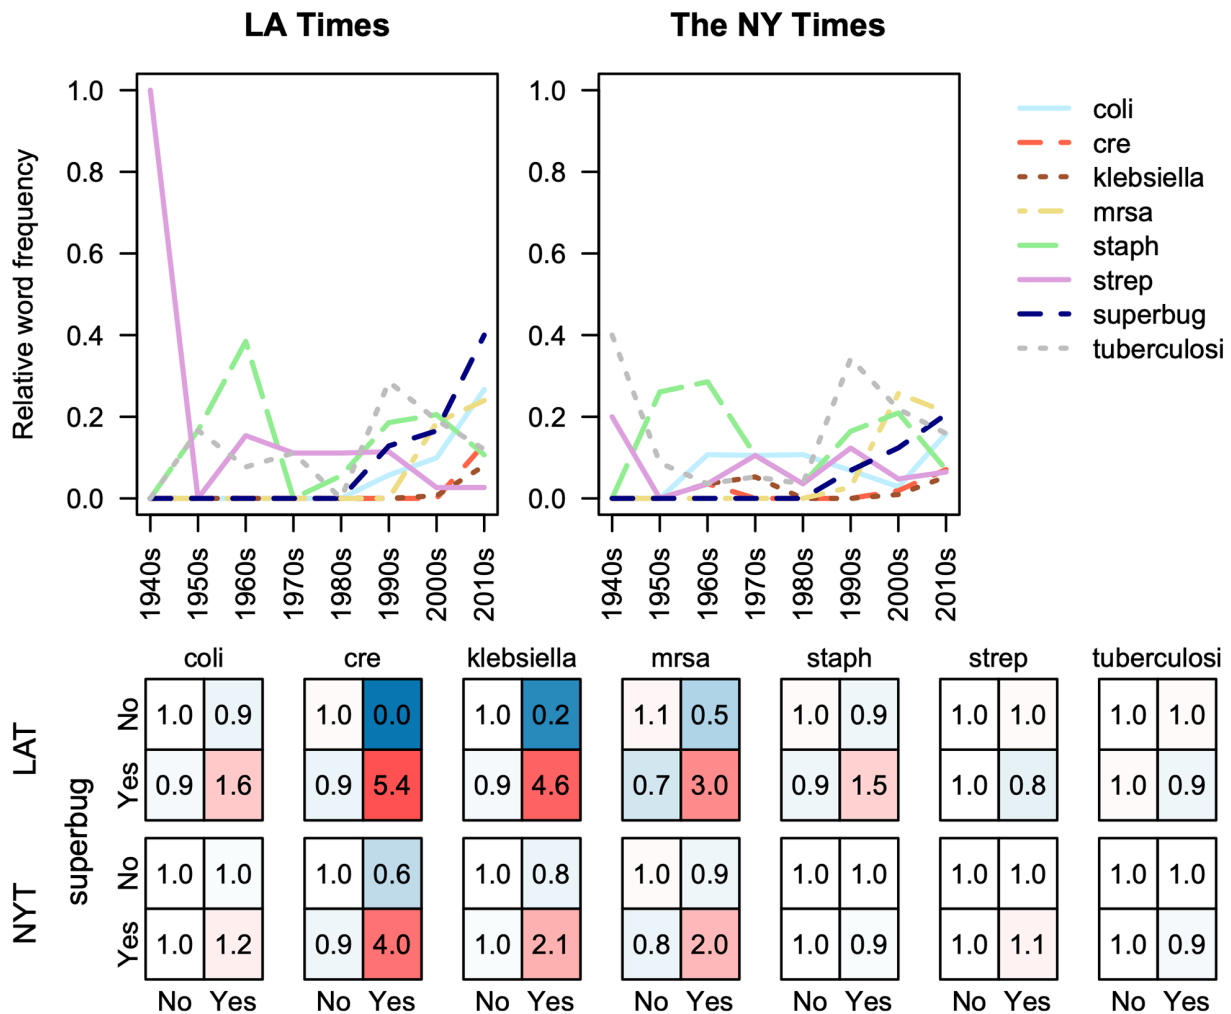 LA Times
The NY Times
Relative word frequency
1.0
0.8
0.6
0.4
0.2
0.0
1940s
1950s
1960s
1970s
1980s
1990s
2000s
2010s
1.0
0.8
0.6
0.4
0.2
0.0
1940s
1950s
1960s
1970s
1980s
1990s
2000s
2010s
coli
cre
klebsiella
mrsa
staph
strep
superbug
tuberculosi
coli cre klebsiella mrsa staph strep tuberculosi
LAT
superbug
No 1.0 0.9 1.0 0.0 1.0 0.2 1.1 0.5 1.0 0.9 1.0 1.0 1.0 1.0
Yes 0.9 1.6 0.9 5.4 0.9 4.6 0.7 3.0 0.9 1.5 1.0 0.8 1.0 0.9
NYT
No 1.0 1.0 1.0 0.6 1.0 0.8 1.0 0.9 1.0 1.0 1.0 1.0 1.0 1.0
Yes 1.0 1.2 0.9 4.0 1.0 2.1 0.8 2.0 1.0 0.9 1.0 1.1 1.0 0.9
No Yes No Yes No Yes No Yes No Yes No Yes No Yes